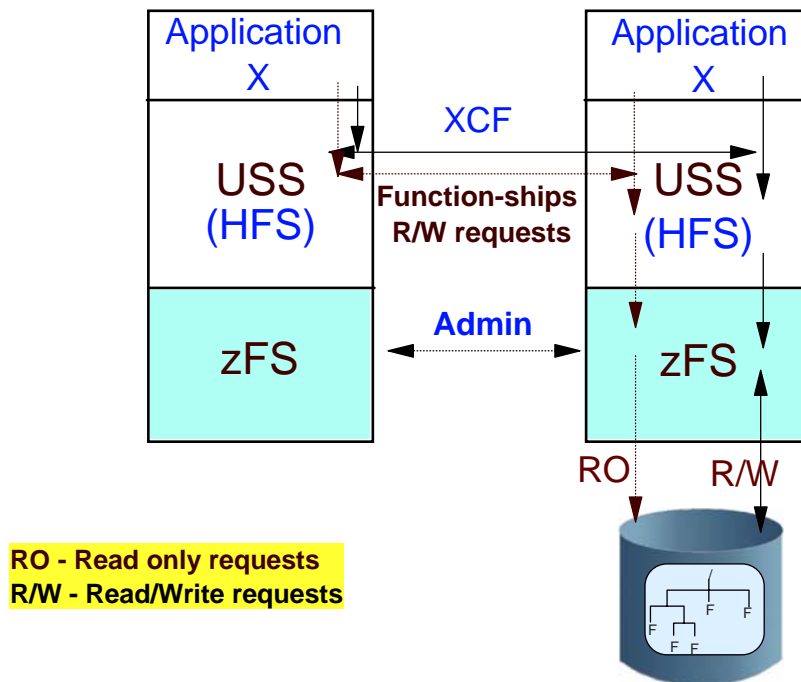 Application
X
Application
X
XCF
USS
(HFS)
Function-ships
R/W requests
USS
(HFS)
zFS
Admin
zFS
RO
R/W
RO - Read only requests
R/W - Read/Write requests
/
F
F
F
F
F